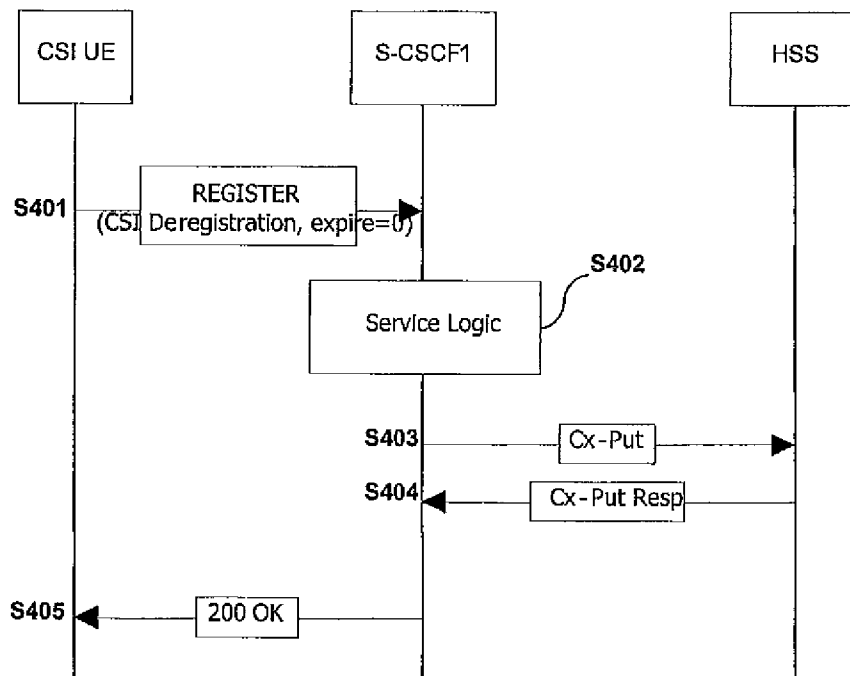 CSI UE
S-CSCF1
HSS
S401
REGISTER
(CSI Deregistration, expire=0)
S402
Service Logic
S403
Cx-Put
S404
Cx-Put Resp
S405
200 OK